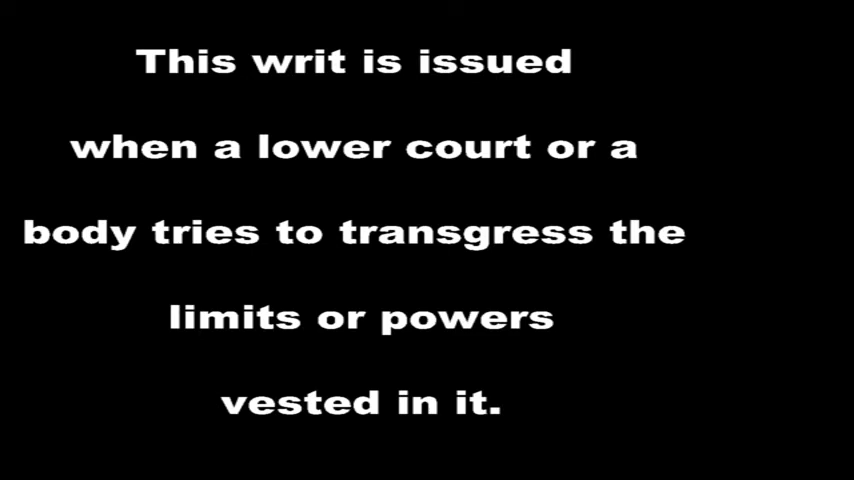 This writ is issued
when a lower court or a
body tries to transgress the
limits or powers
vested in it.